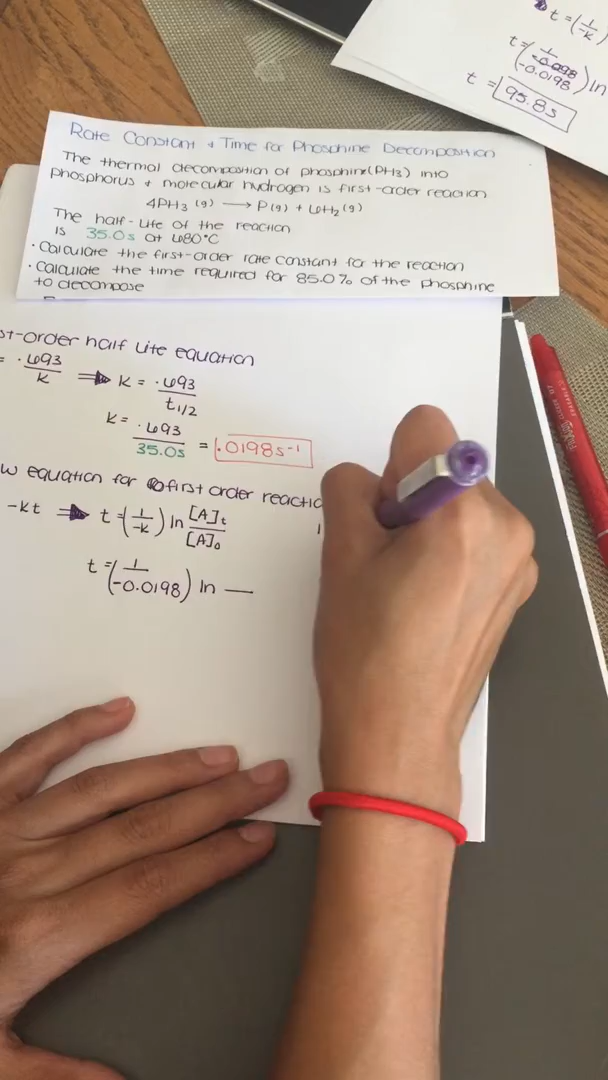 t = (1/-k)
t = (1/-0.0198) ln
t = 95.8s
Rate Constant + Time for Phosphine Decomposition
The thermal decomposition of phosphine (PH3) into
phosphorus + molecular hydrogen is first-order reaction
4PH3 (g) → P(g) + 6H2(g)
The half-life of the reaction
is 35.0s at 680°C
· Calculate the first-order rate constant for the reaction
· Calculate the time required for 85.0% of the phosphine
to decompose
st-order half life equation
= .693/k ⇒ k = .693/t1/2
k = .693/35.0s = .0198s-1
w equation for first order reactio
-kt ⇒ t = (1/-k) ln [A]t/[A]0
t = (1/-0.0198) ln —